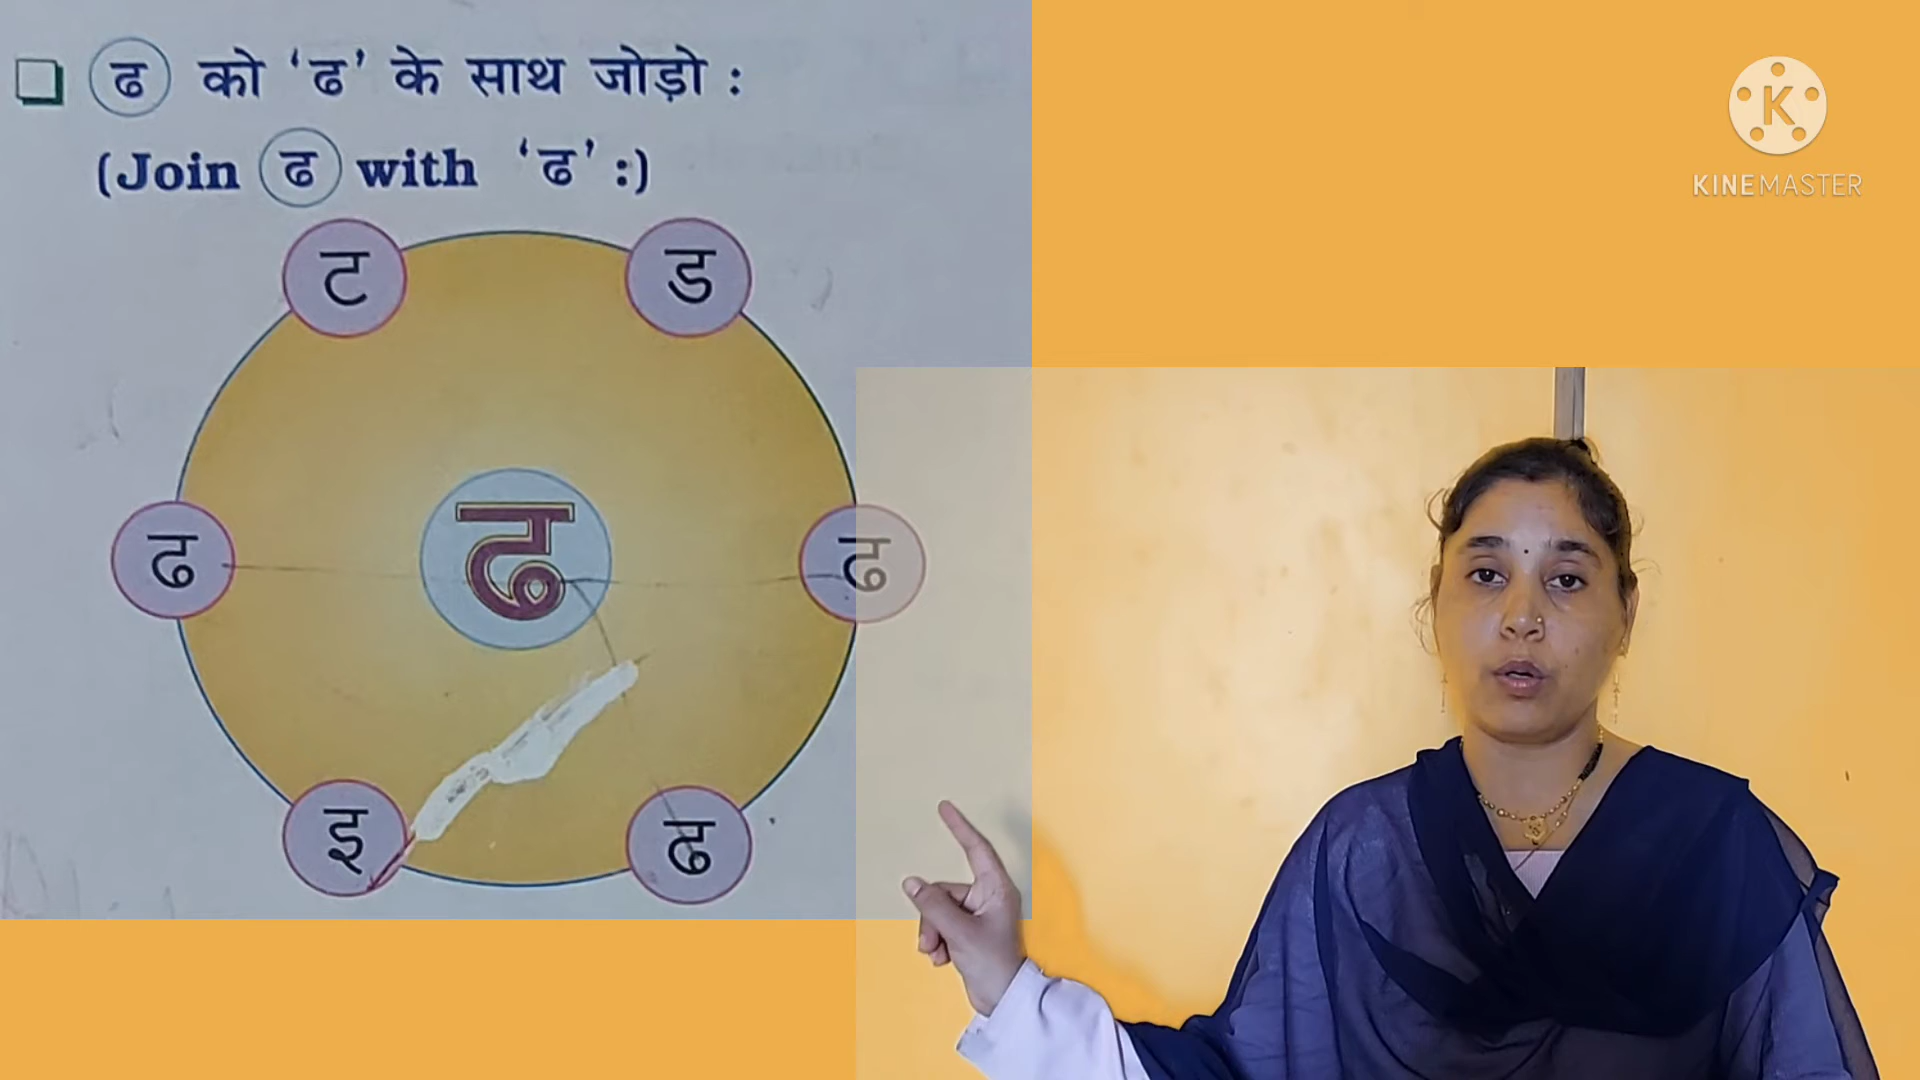 ढ को ‘ढ’ के साथ जोड़ो :
(Join ढ with ‘ढ’ :)
ट ड
ढ ढ ढ
इ ढ
K
KINEMASTER